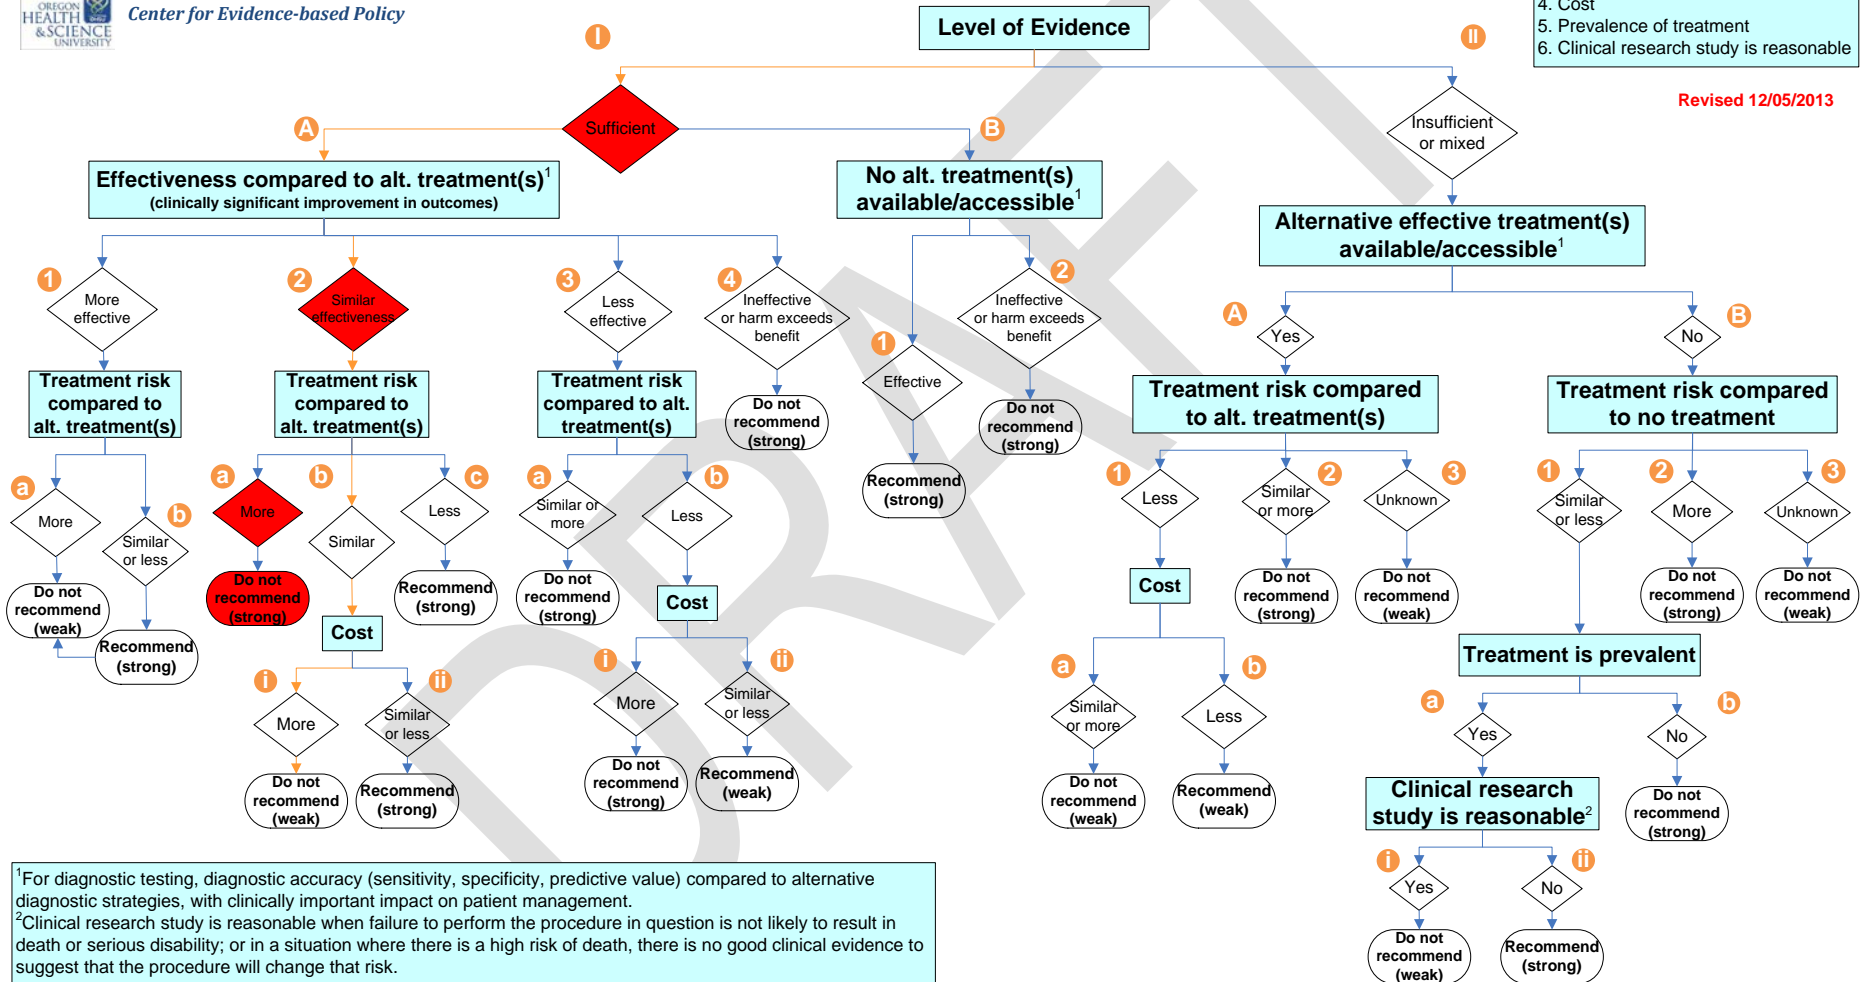 OREGON
HEALTH
&SCIENCE
UNIVERSITY
Center for Evidence-based Policy
4. Cost
5. Prevalence of treatment
6. Clinical research study is reasonable
Revised 12/05/2013
Level of Evidence
I
II
Sufficient
Insufficient
or mixed
A
B
Effectiveness compared to alt. treatment(s)1
(clinically significant improvement in outcomes)
No alt. treatment(s)
available/accessible1
Alternative effective treatment(s)
available/accessible1
1
More
effective
2
Similar
effectiveness
3
Less
effective
4
Ineffective
or harm exceeds
benefit
1
Effective
2
Ineffective
or harm exceeds
benefit
A
Yes
B
No
Treatment risk
compared to
alt. treatment(s)
Treatment risk
compared to
alt. treatment(s)
Treatment risk
compared to alt.
treatment(s)
Do not
recommend
(strong)
Recommend
(strong)
Do not
recommend
(strong)
Treatment risk compared
to alt. treatment(s)
Treatment risk compared
to no treatment
a
More
b
Similar
or less
a
More
b
Similar
c
Less
a
Similar or
more
b
Less
1
Less
2
Similar
or more
3
Unknown
1
Similar
or less
2
More
3
Unknown
Do not
recommend
(weak)
Recommend
(strong)
Do not
recommend
(strong)
Cost
Recommend
(strong)
Do not
recommend
(strong)
Cost
Cost
Do not
recommend
(strong)
Do not
recommend
(weak)
Do not
recommend
(strong)
Do not
recommend
(weak)
Treatment is prevalent
i
More
ii
Similar
or less
i
More
ii
Similar
or less
a
Similar
or more
b
Less
a
Yes
b
No
Do not
recommend
(weak)
Recommend
(strong)
Do not
recommend
(strong)
Recommend
(weak)
Do not
recommend
(weak)
Recommend
(weak)
Clinical research
study is reasonable2
Do not
recommend
(strong)
i
Yes
ii
No
Do not
recommend
(weak)
Recommend
(strong)
1For diagnostic testing, diagnostic accuracy (sensitivity, specificity, predictive value) compared to alternative
diagnostic strategies, with clinically important impact on patient management.
2Clinical research study is reasonable when failure to perform the procedure in question is not likely to result in
death or serious disability; or in a situation where there is a high risk of death, there is no good clinical evidence to
suggest that the procedure will change that risk.
DRAFT